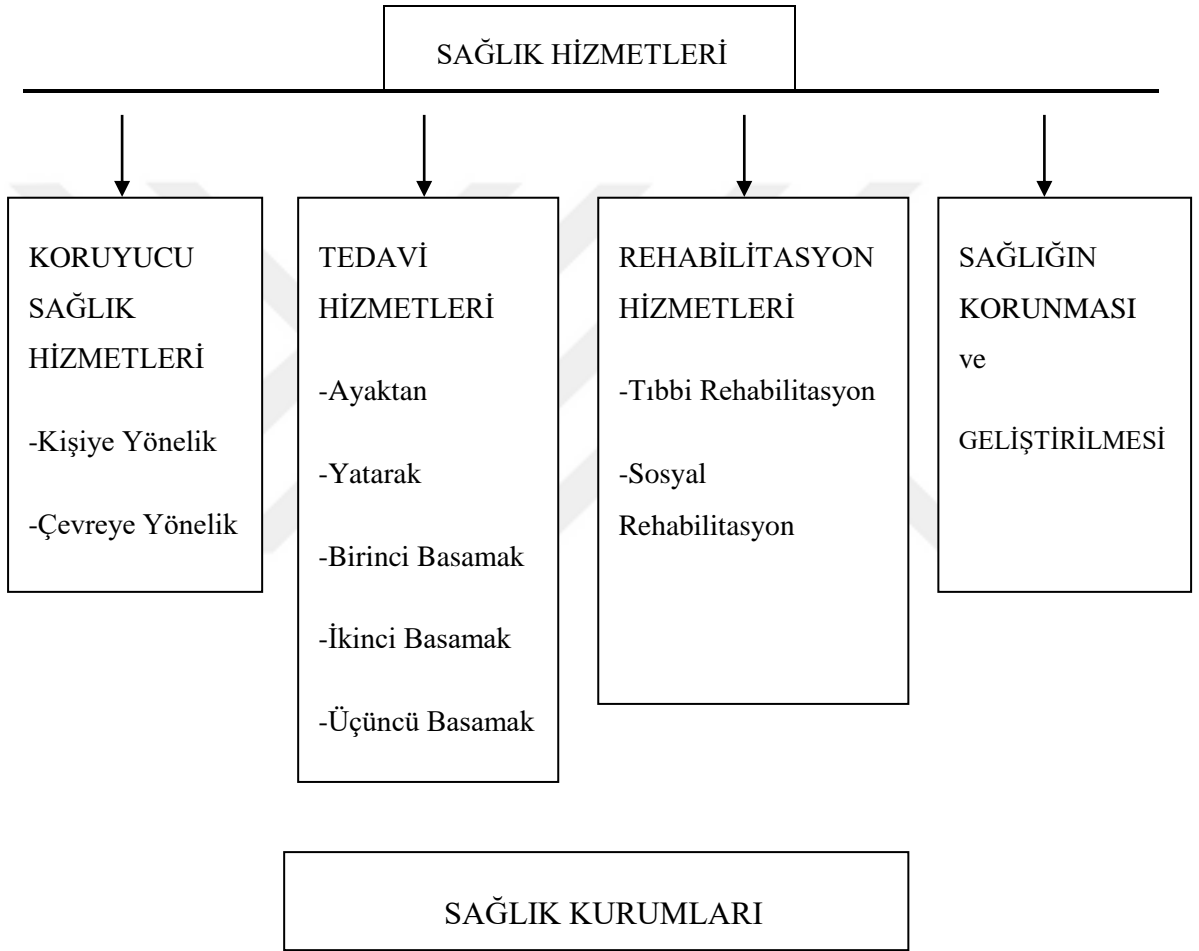 SAĞLIK HİZMETLERİ
KORUYUCU
SAĞLIK
HİZMETLERİ
-Kişiye Yönelik
-Çevreye Yönelik
TEDAVİ
HİZMETLERİ
-Ayaktan
-Yatarak
-Birinci Basamak
-İkinci Basamak
-Üçüncü Basamak
REHABİLİTASYON
HİZMETLERİ
-Tıbbi Rehabilitasyon
-Sosyal
Rehabilitasyon
SAĞLIĞIN
KORUNMASI
ve
GELİŞTİRİLMESİ
SAĞLIK KURUMLARI